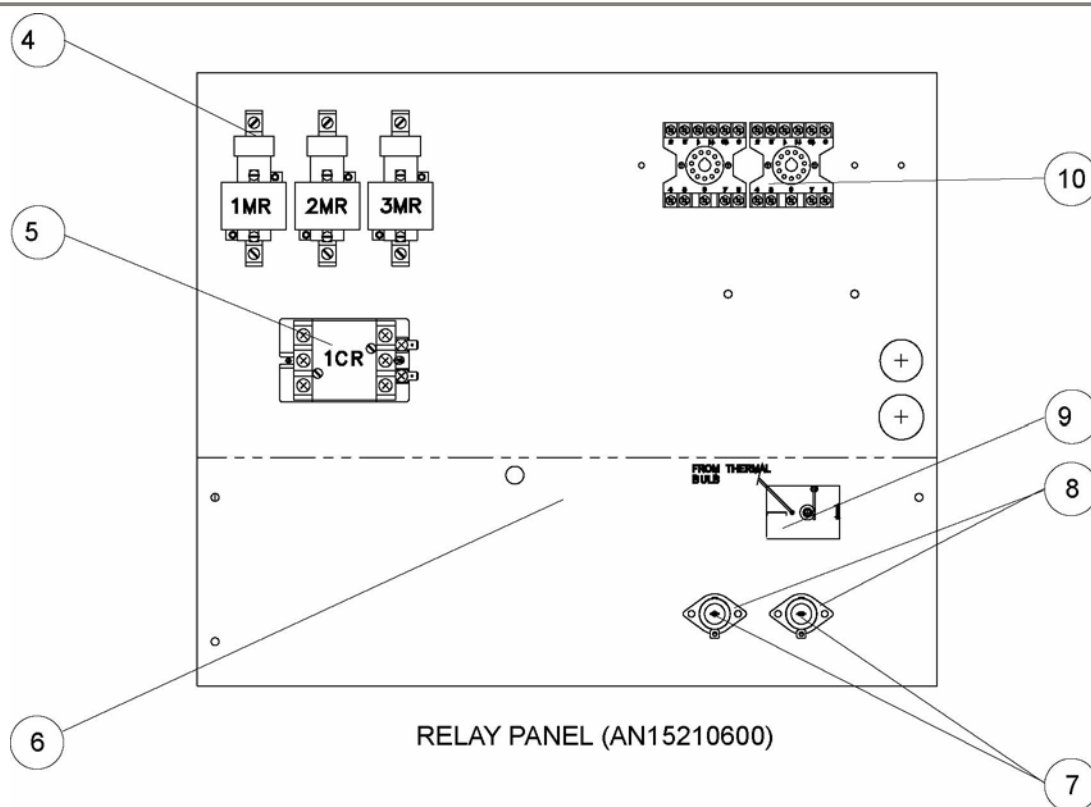 4
5
1MR 2MR 3MR
10
1CR
9
FROM THERMAL
BULB
8
6
RELAY PANEL (AN15210600)
7